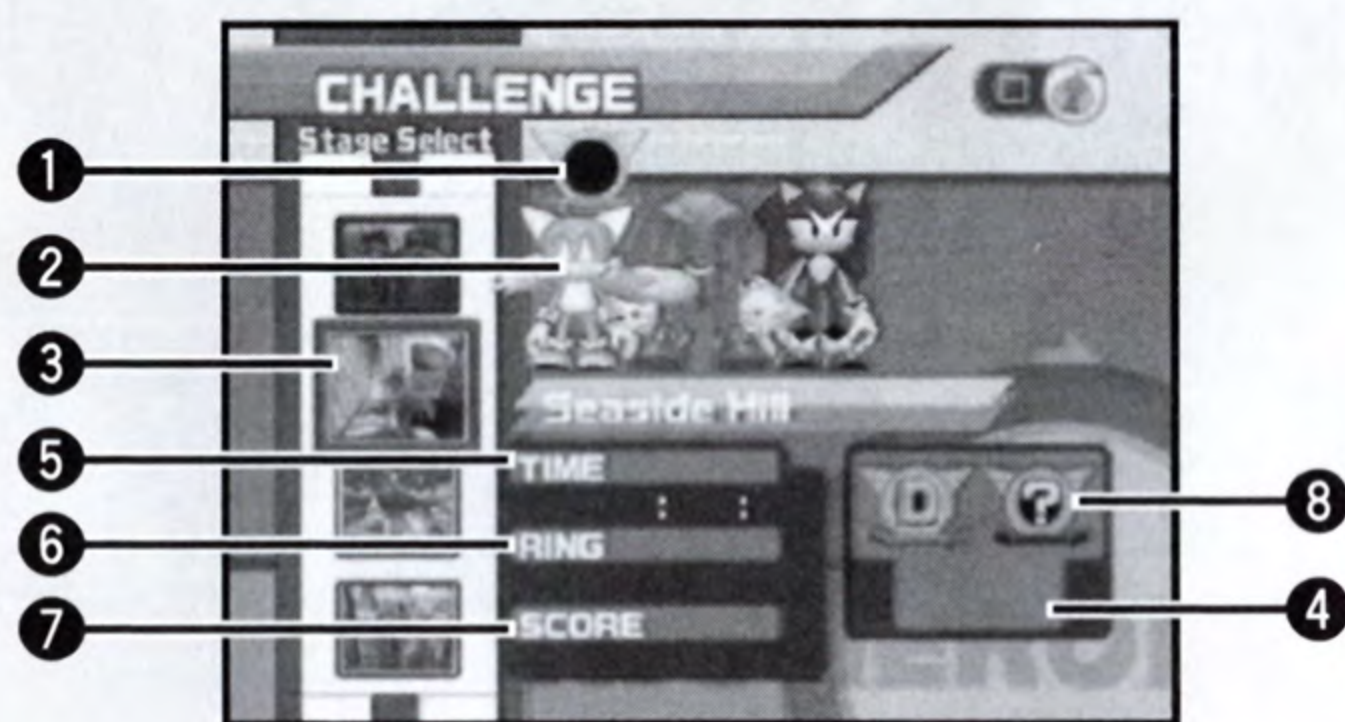 CHALLENGE
Stage Select
1
2
3
Seaside Hill
5
TIME
: :
D ?
8
6
RING
4
7
SCORE